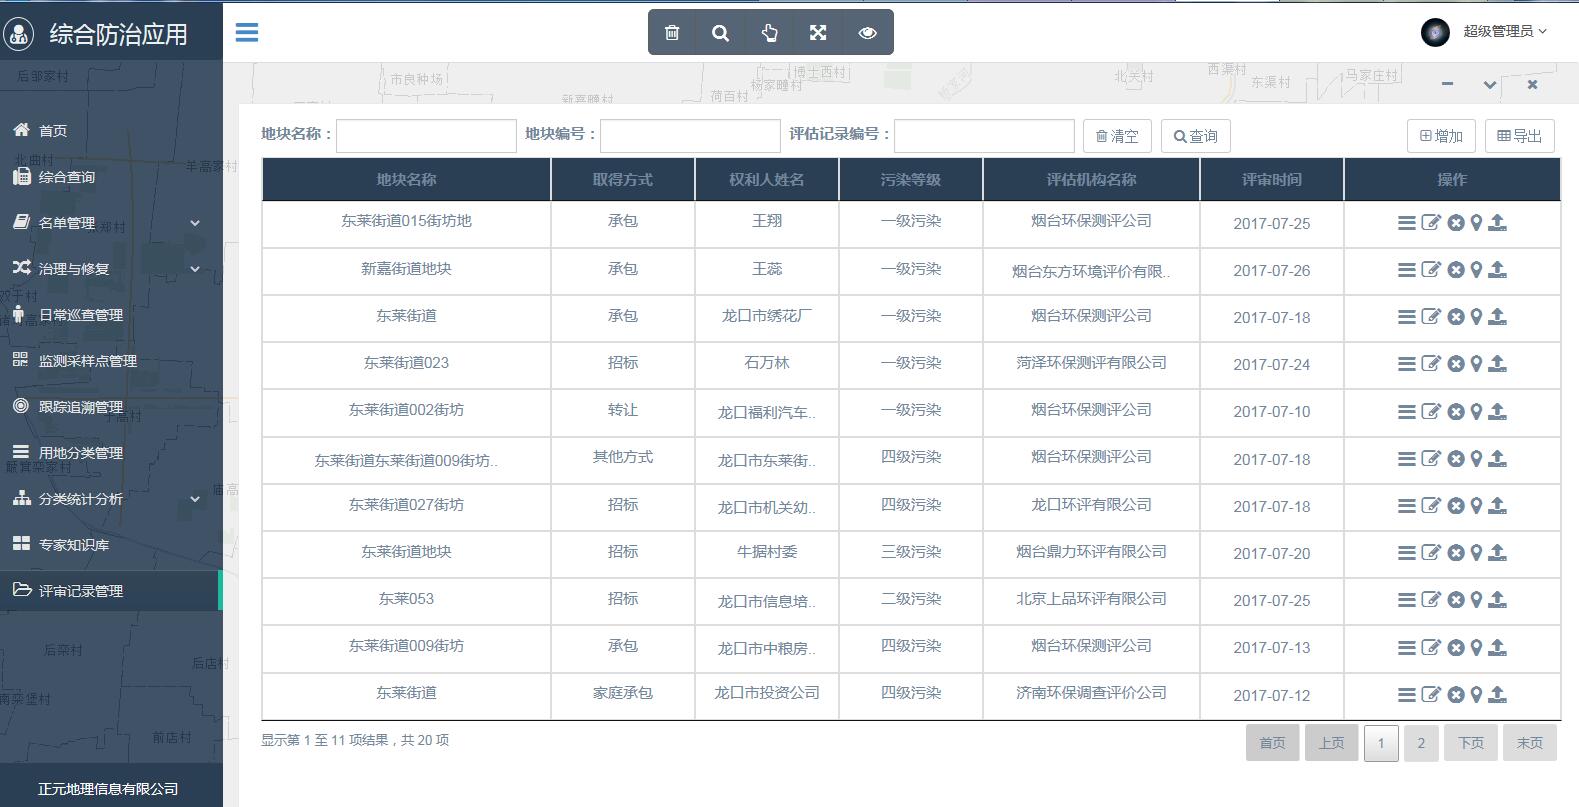 综合防治应用
超级管理员
后邹家村
市良种场
博士西村
杨家疃村
荷百村
新嘉疃村
北关村
西渠村
东渠村
马家庄村
首页
北曲村
羊高家村
综合查询
名单管理
郑村
治理与修复
双于村
日常巡查管理
监测采样点管理
跟踪追溯管理
用地分类管理
分类统计分析
庙高
专家知识库
评审记录管理
后栾村
后店村
南栾堡村
前店村
正元地理信息有限公司
地块名称： 地块编号： 评估记录编号： 清空 查询 增加 导出
地块名称 取得方式 权利人姓名 污染等级 评估机构名称 评审时间 操作
东莱街道015街坊地 承包 王翔 一级污染 烟台环保测评公司 2017-07-25
新嘉街道地块 承包 王蕊 一级污染 烟台东方环境评价有限.. 2017-07-26
东莱街道 承包 龙口市绣花厂 一级污染 烟台环保测评公司 2017-07-18
东莱街道023 招标 石万林 一级污染 菏泽环保测评有限公司 2017-07-24
东莱街道002街坊 转让 龙口福利汽车.. 一级污染 烟台环保测评公司 2017-07-10
东莱街道东莱街道009街坊.. 其他方式 龙口市东莱街.. 四级污染 烟台环保测评公司 2017-07-18
东莱街道027街坊 招标 龙口市机关幼.. 四级污染 龙口环评有限公司 2017-07-18
东莱街道地块 招标 牛据村委 三级污染 烟台鼎力环评有限公司 2017-07-20
东莱053 招标 龙口市信息培.. 二级污染 北京上品环评有限公司 2017-07-25
东莱街道009街坊 承包 龙口市中粮房.. 四级污染 烟台环保测评公司 2017-07-13
东莱街道 家庭承包 龙口市投资公司 四级污染 济南环保调查评价公司 2017-07-12
显示第 1 至 11 项结果，共 20 项
首页 上页 1 2 下页 末页